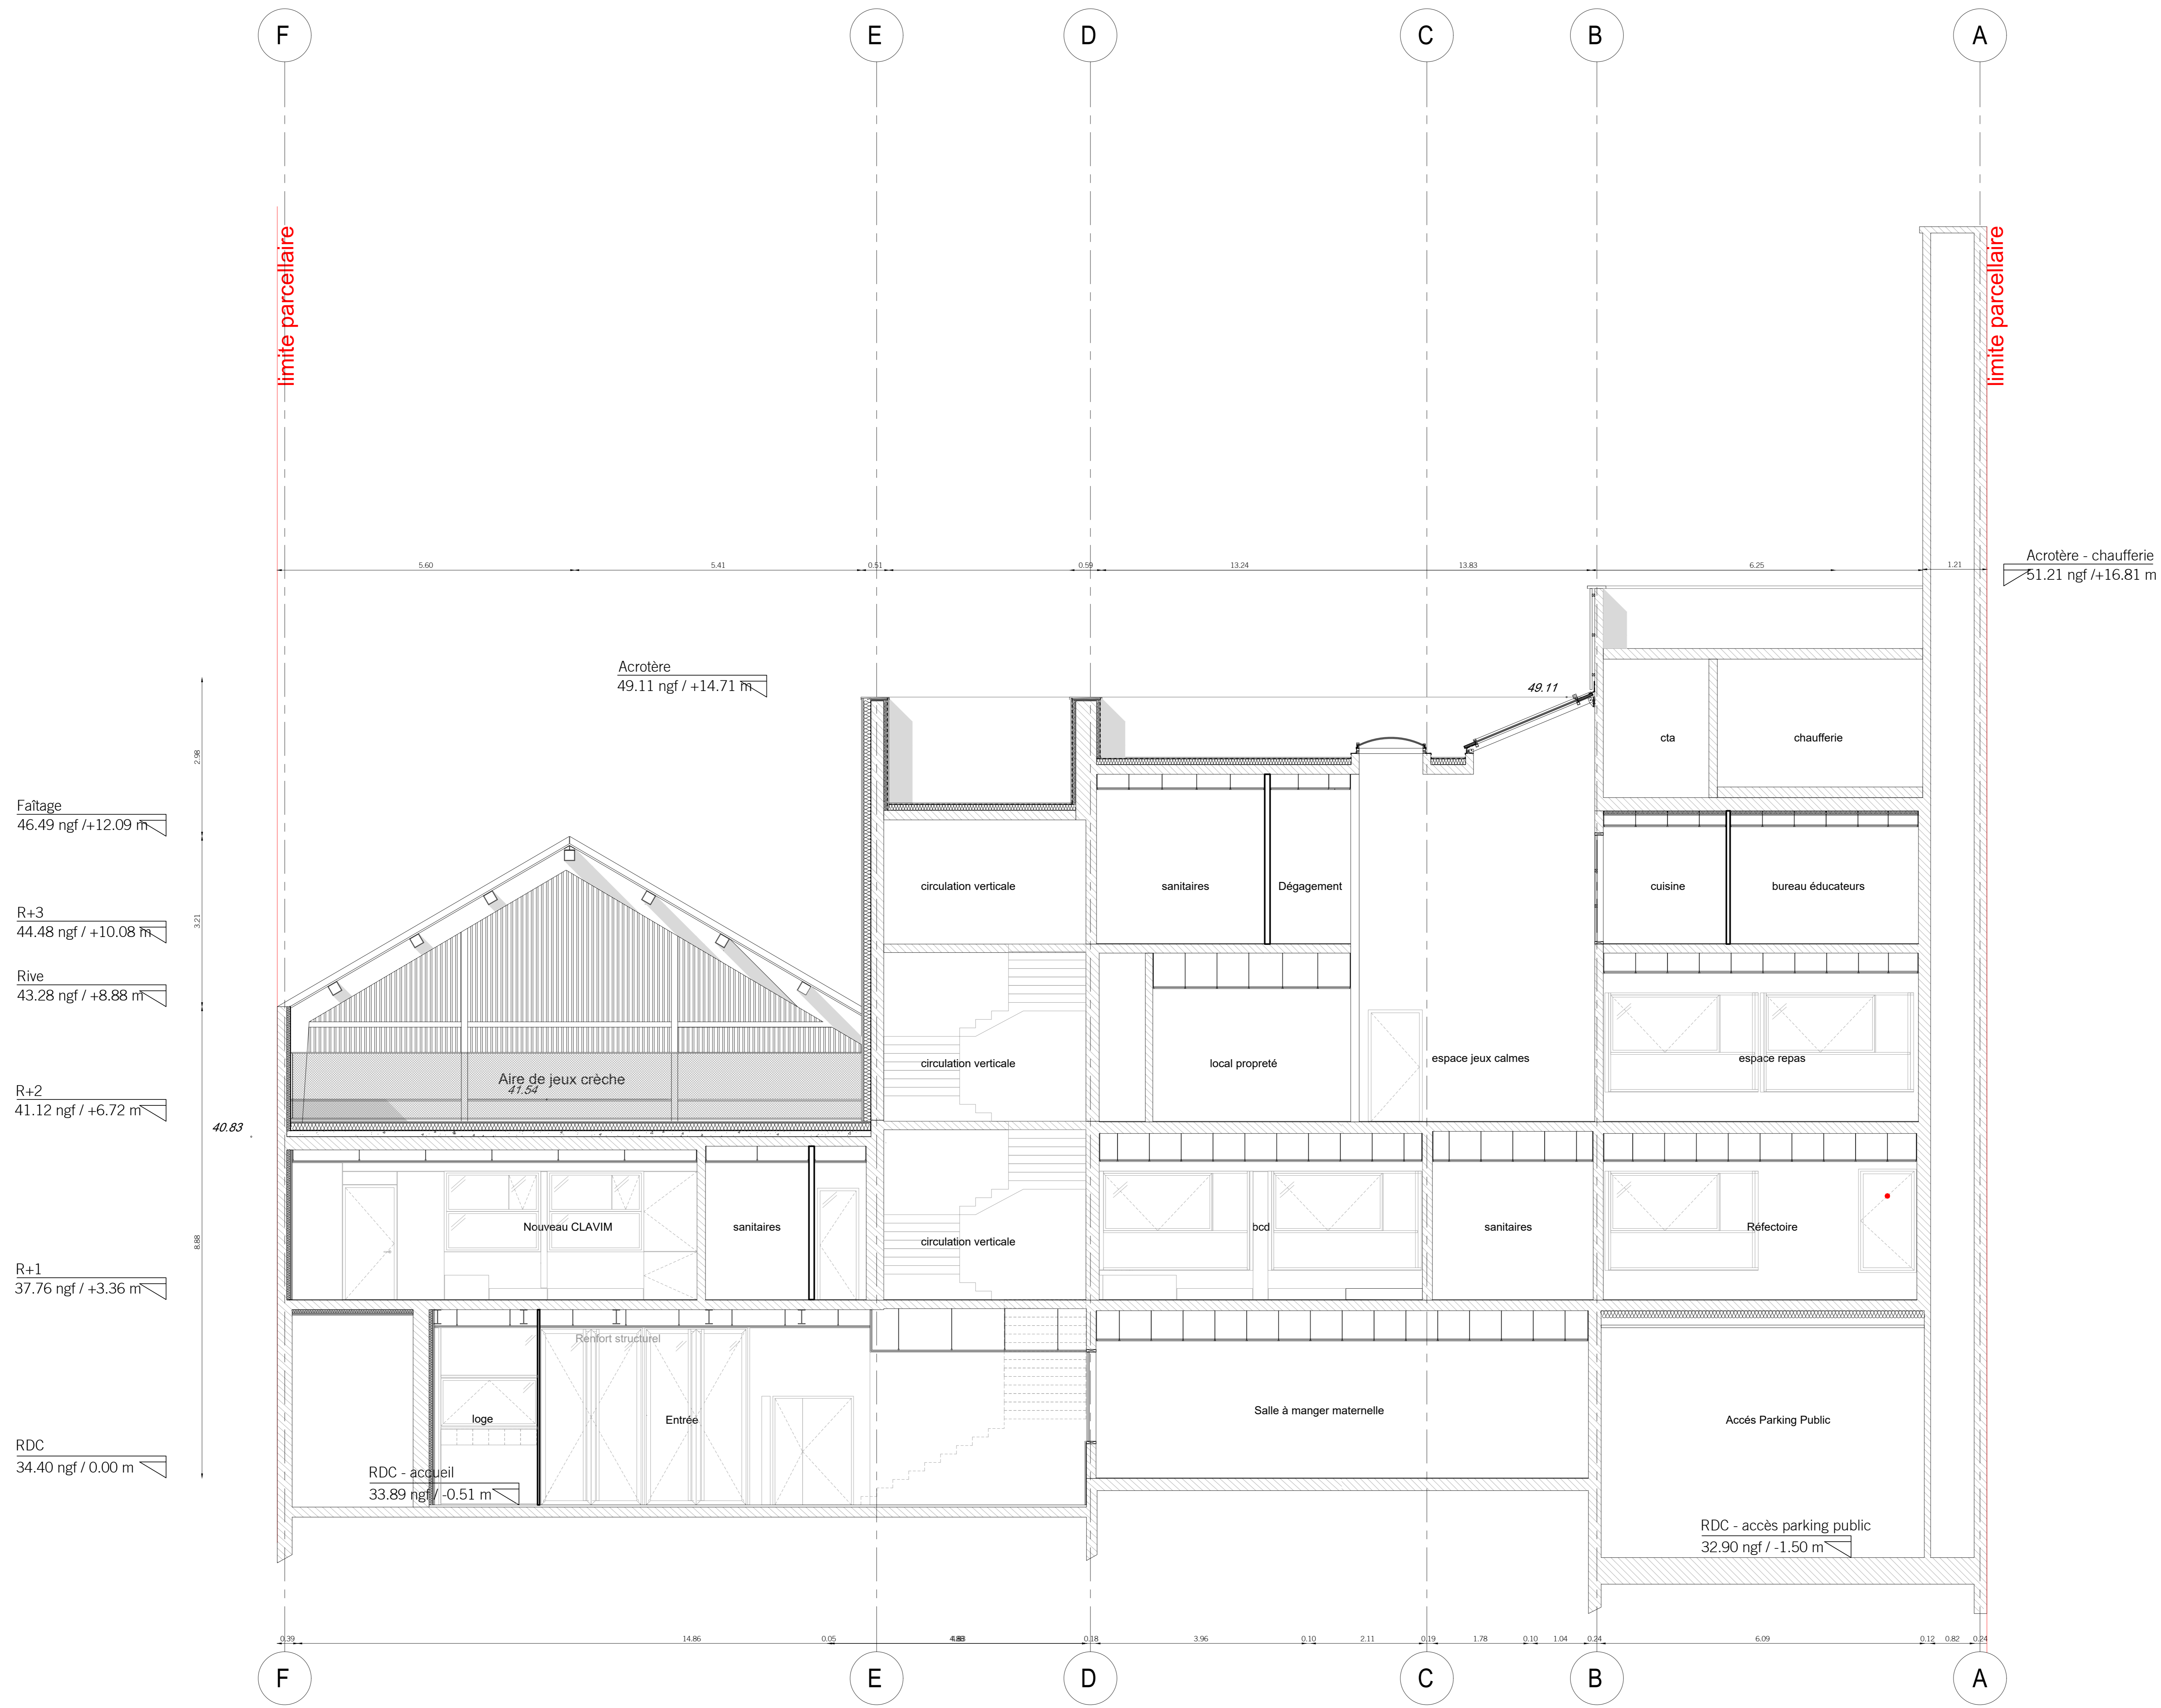 F
E
D
C
B
A
limite parcellaire
limite parcellaire
5.60
5.41
0.51
0.59
13.24
13.83
6.25
1.21
Acrotère - chaufferie
51.21 ngf /+16.81 m
Acrotère
49.11 ngf / +14.71 m
49.11
2.98
cta
chaufferie
Faîtage
46.49 ngf /+12.09 m
circulation verticale
sanitaires
Dégagement
cuisine
bureau éducateurs
R+3
44.48 ngf / +10.08 m
3.21
Rive
43.28 ngf / +8.88 m
circulation verticale
local propreté
espace jeux calmes
espace repas
Aire de jeux crèche
41.54
R+2
41.12 ngf / +6.72 m
40.83
Nouveau CLAVIM
sanitaires
circulation verticale
bcd
sanitaires
Réfectoire
8.88
R+1
37.76 ngf / +3.36 m
Renfort structurel
loge
Entrée
Salle à manger maternelle
Accés Parking Public
RDC
34.40 ngf / 0.00 m
RDC - accueil
33.89 ngf / -0.51 m
RDC - accès parking public
32.90 ngf / -1.50 m
0.39
14.86
0.05
0.18
3.96
0.10
2.11
0.19
1.78
0.10
1.04
0.24
6.09
0.12
0.82
0.24
F
E
D
C
B
A